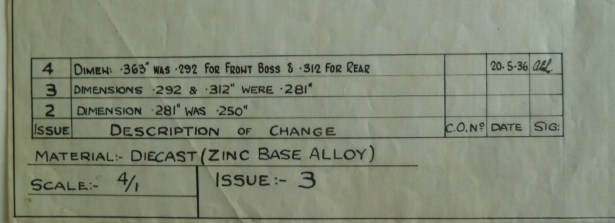 4 DIMEN: .363" WAS .292 FOR FRONT BOSS & .312 FOR REAR 20-5-36
3 DIMENSIONS .292 & .312" WERE .281"
2 DIMENSION .281" WAS .250"
ISSUE DESCRIPTION OF CHANGE C.O. Nº DATE SIG:
MATERIAL:- DIECAST (ZINC BASE ALLOY)
SCALE:- 4/1 ISSUE:- 3